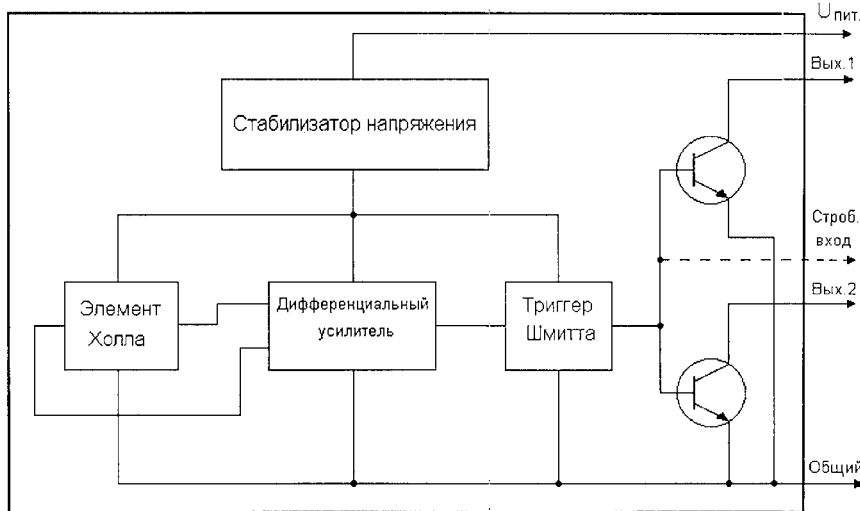 Uпит.
Вых.1
Стабилизатор напряжения
Строб.
вход
Вых.2
Элемент
Холла
Дифференциальный
усилитель
Триггер
Шмитта
Общий